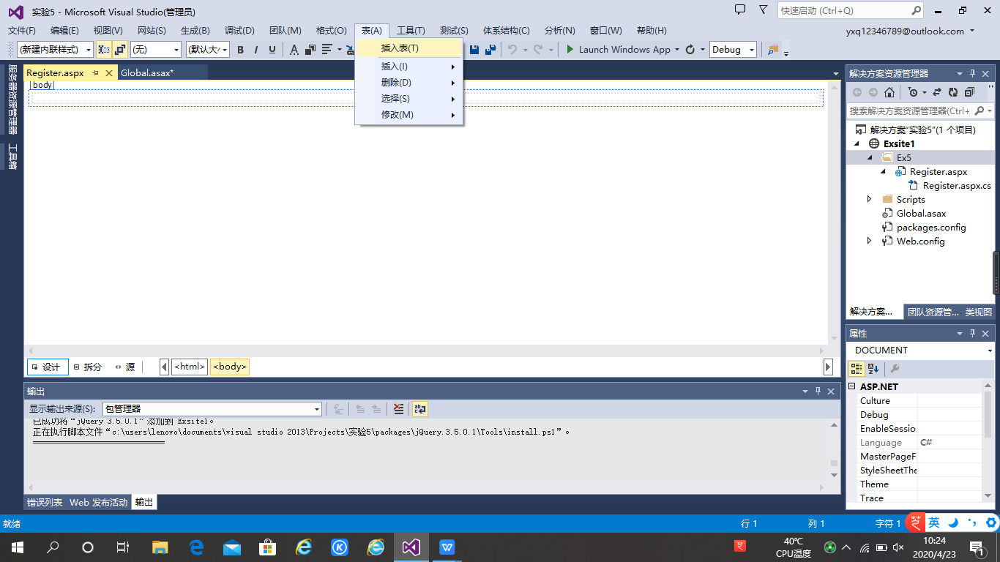 实验5 - Microsoft Visual Studio(管理员)
快速启动 (Ctrl+Q)
文件(F) 编辑(E) 视图(V) 网站(S) 生成(B) 调试(D) 团队(M) 格式(O) 表(A) 工具(T) 测试(S) 体系结构(C) 分析(N) 窗口(W) 帮助(H)
yxq12346789@outlook.com
(新建内联样式) (无) (默认大小 B I U A Launch Windows App Debug
插入表(T)
插入(I)
删除(D)
选择(S)
修改(M)
服务器资源管理器
工具箱
Register.aspx Global.asax*
body
解决方案资源管理器
搜索解决方案资源管理器(Ctrl+
解决方案“实验5”(1 个项目)
Exsite1
Ex5
Register.aspx
Register.aspx.cs
Scripts
Global.asax
packages.config
Web.config
解决方案... 团队资源管... 类视图
属性
DOCUMENT
ASP.NET
Culture
Debug
EnableSessio
Language C#
MasterPageF
StyleSheetThe
Theme
Trace
设计 拆分 源 <html> <body>
输出
显示输出来源(S): 包管理器
已成功将“jQuery 3.5.0.1”添加到 Exsite1。
正在执行脚本文件“c:\users\lenovo\documents\visual studio 2013\Projects\实验5\packages\jQuery.3.5.0.1\Tools\install.ps1”。
==============================
错误列表 Web 发布活动 输出
就绪 行 1 列 1 字符 1 英
40℃
CPU温度
10:24
2020/4/23
1